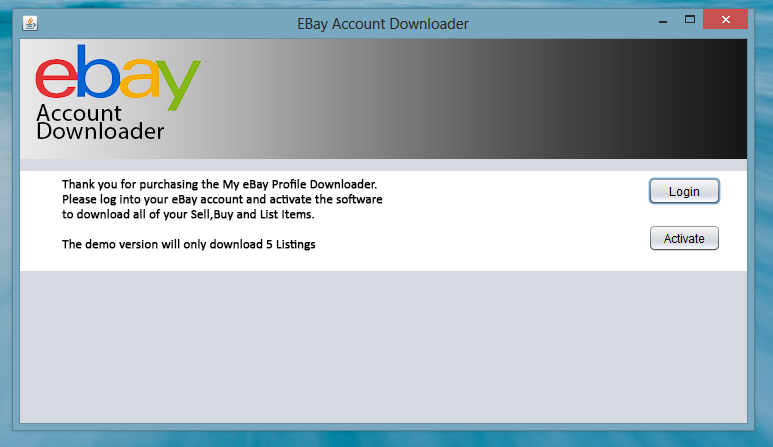 EBay Account Downloader
ebay
Account
Downloader
Thank you for purchasing the My eBay Profile Downloader.
Please log into your eBay account and activate the software
to download all of your Sell,Buy and List Items.
The demo version will only download 5 Listings
Login
Activate